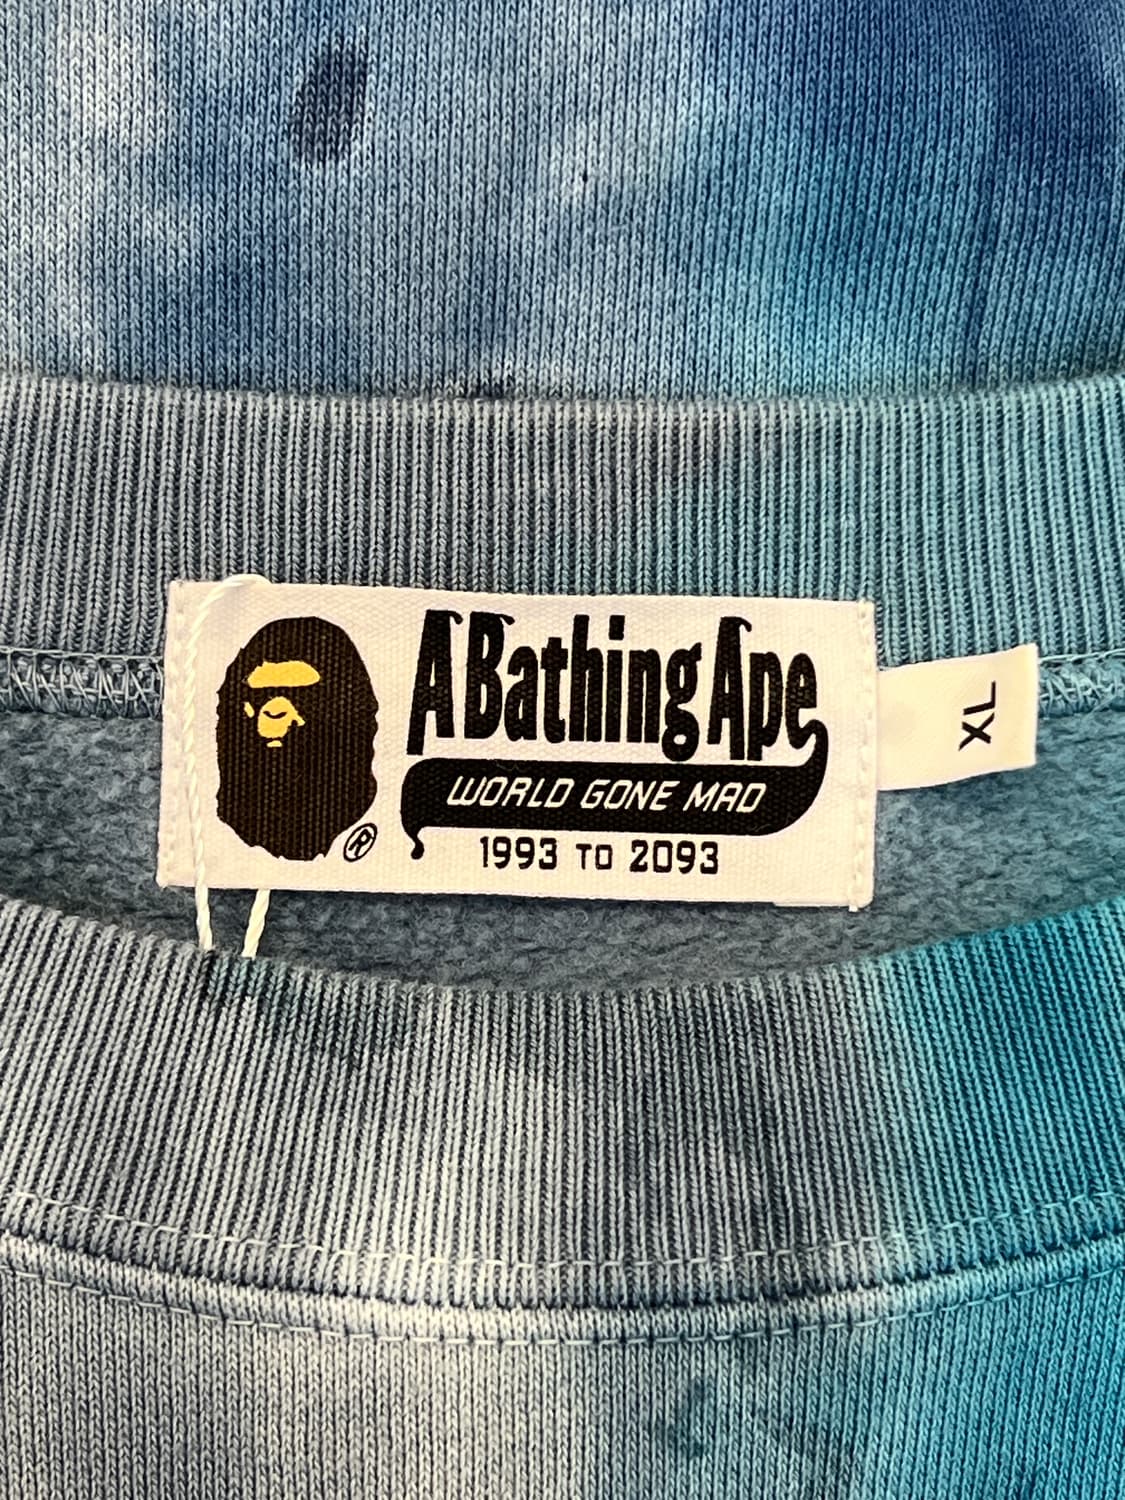 A Bathing Ape
WORLD GONE MAD
1993 TO 2093
®
XL